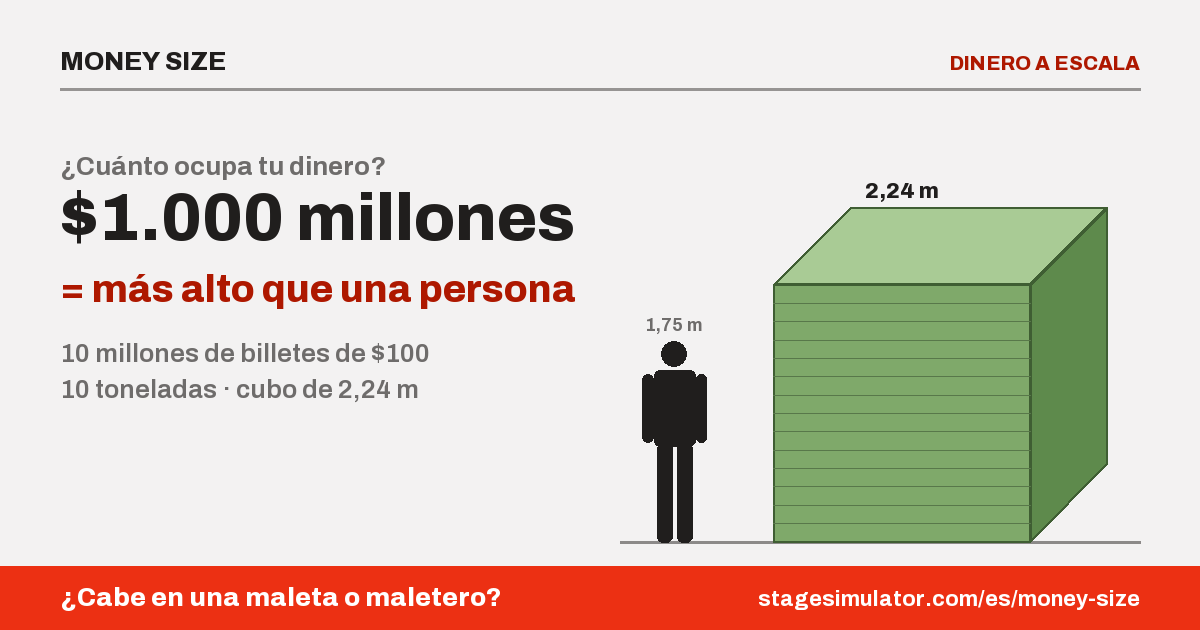 MONEY SIZE
DINERO A ESCALA
¿Cuánto ocupa tu dinero?
$1.000 millones
= más alto que una persona
10 millones de billetes de $100
10 toneladas · cubo de 2,24 m
1,75 m
2,24 m
¿Cabe en una maleta o maletero?
stagesimulator.com/es/money-size